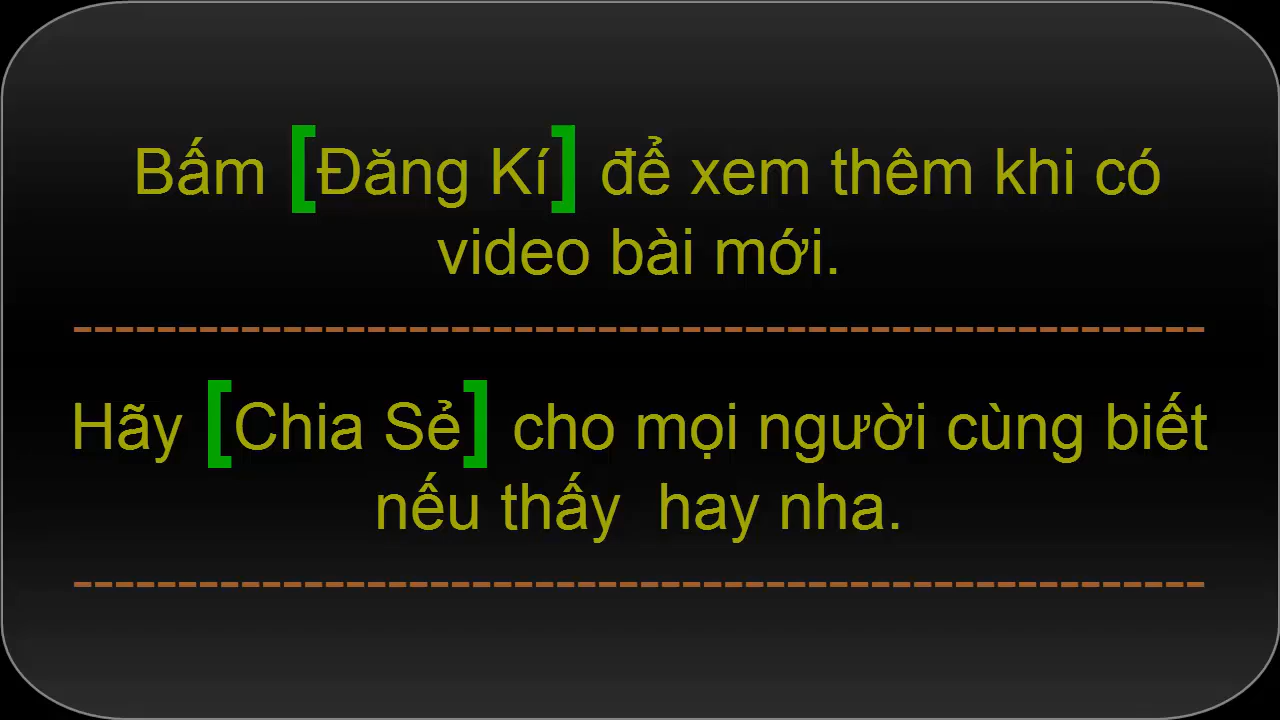 Bấm [Đăng Kí] để xem thêm khi có
video bài mới.
------------------------------------------------------
Hãy [Chia Sẻ] cho mọi người cùng biết
nếu thấy  hay nha.
------------------------------------------------------